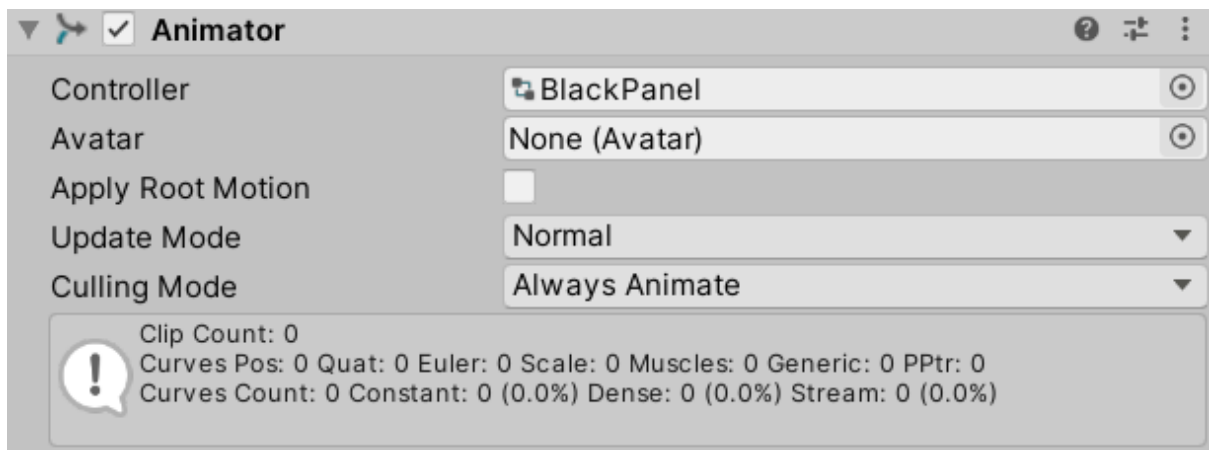 Animator
Controller BlackPanel
Avatar None (Avatar)
Apply Root Motion
Update Mode Normal
Culling Mode Always Animate
Clip Count: 0
Curves Pos: 0 Quat: 0 Euler: 0 Scale: 0 Muscles: 0 Generic: 0 PPtr: 0
Curves Count: 0 Constant: 0 (0.0%) Dense: 0 (0.0%) Stream: 0 (0.0%)